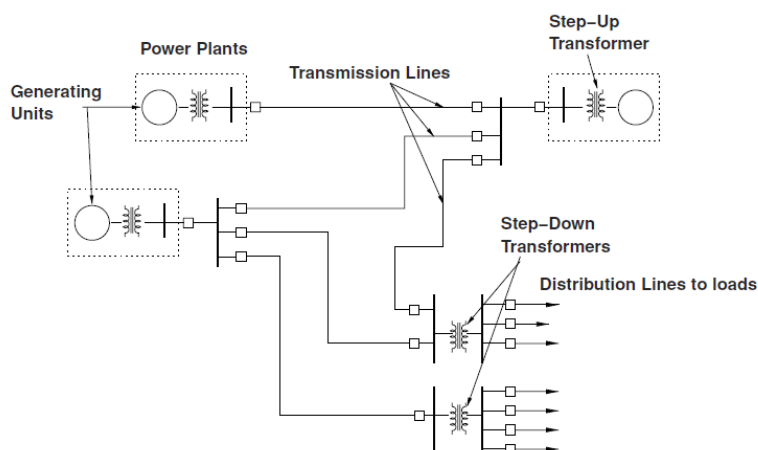 Step−Up
Transformer
Power Plants
Transmission Lines
Generating
Units
Step−Down
Transformers
Distribution Lines to loads